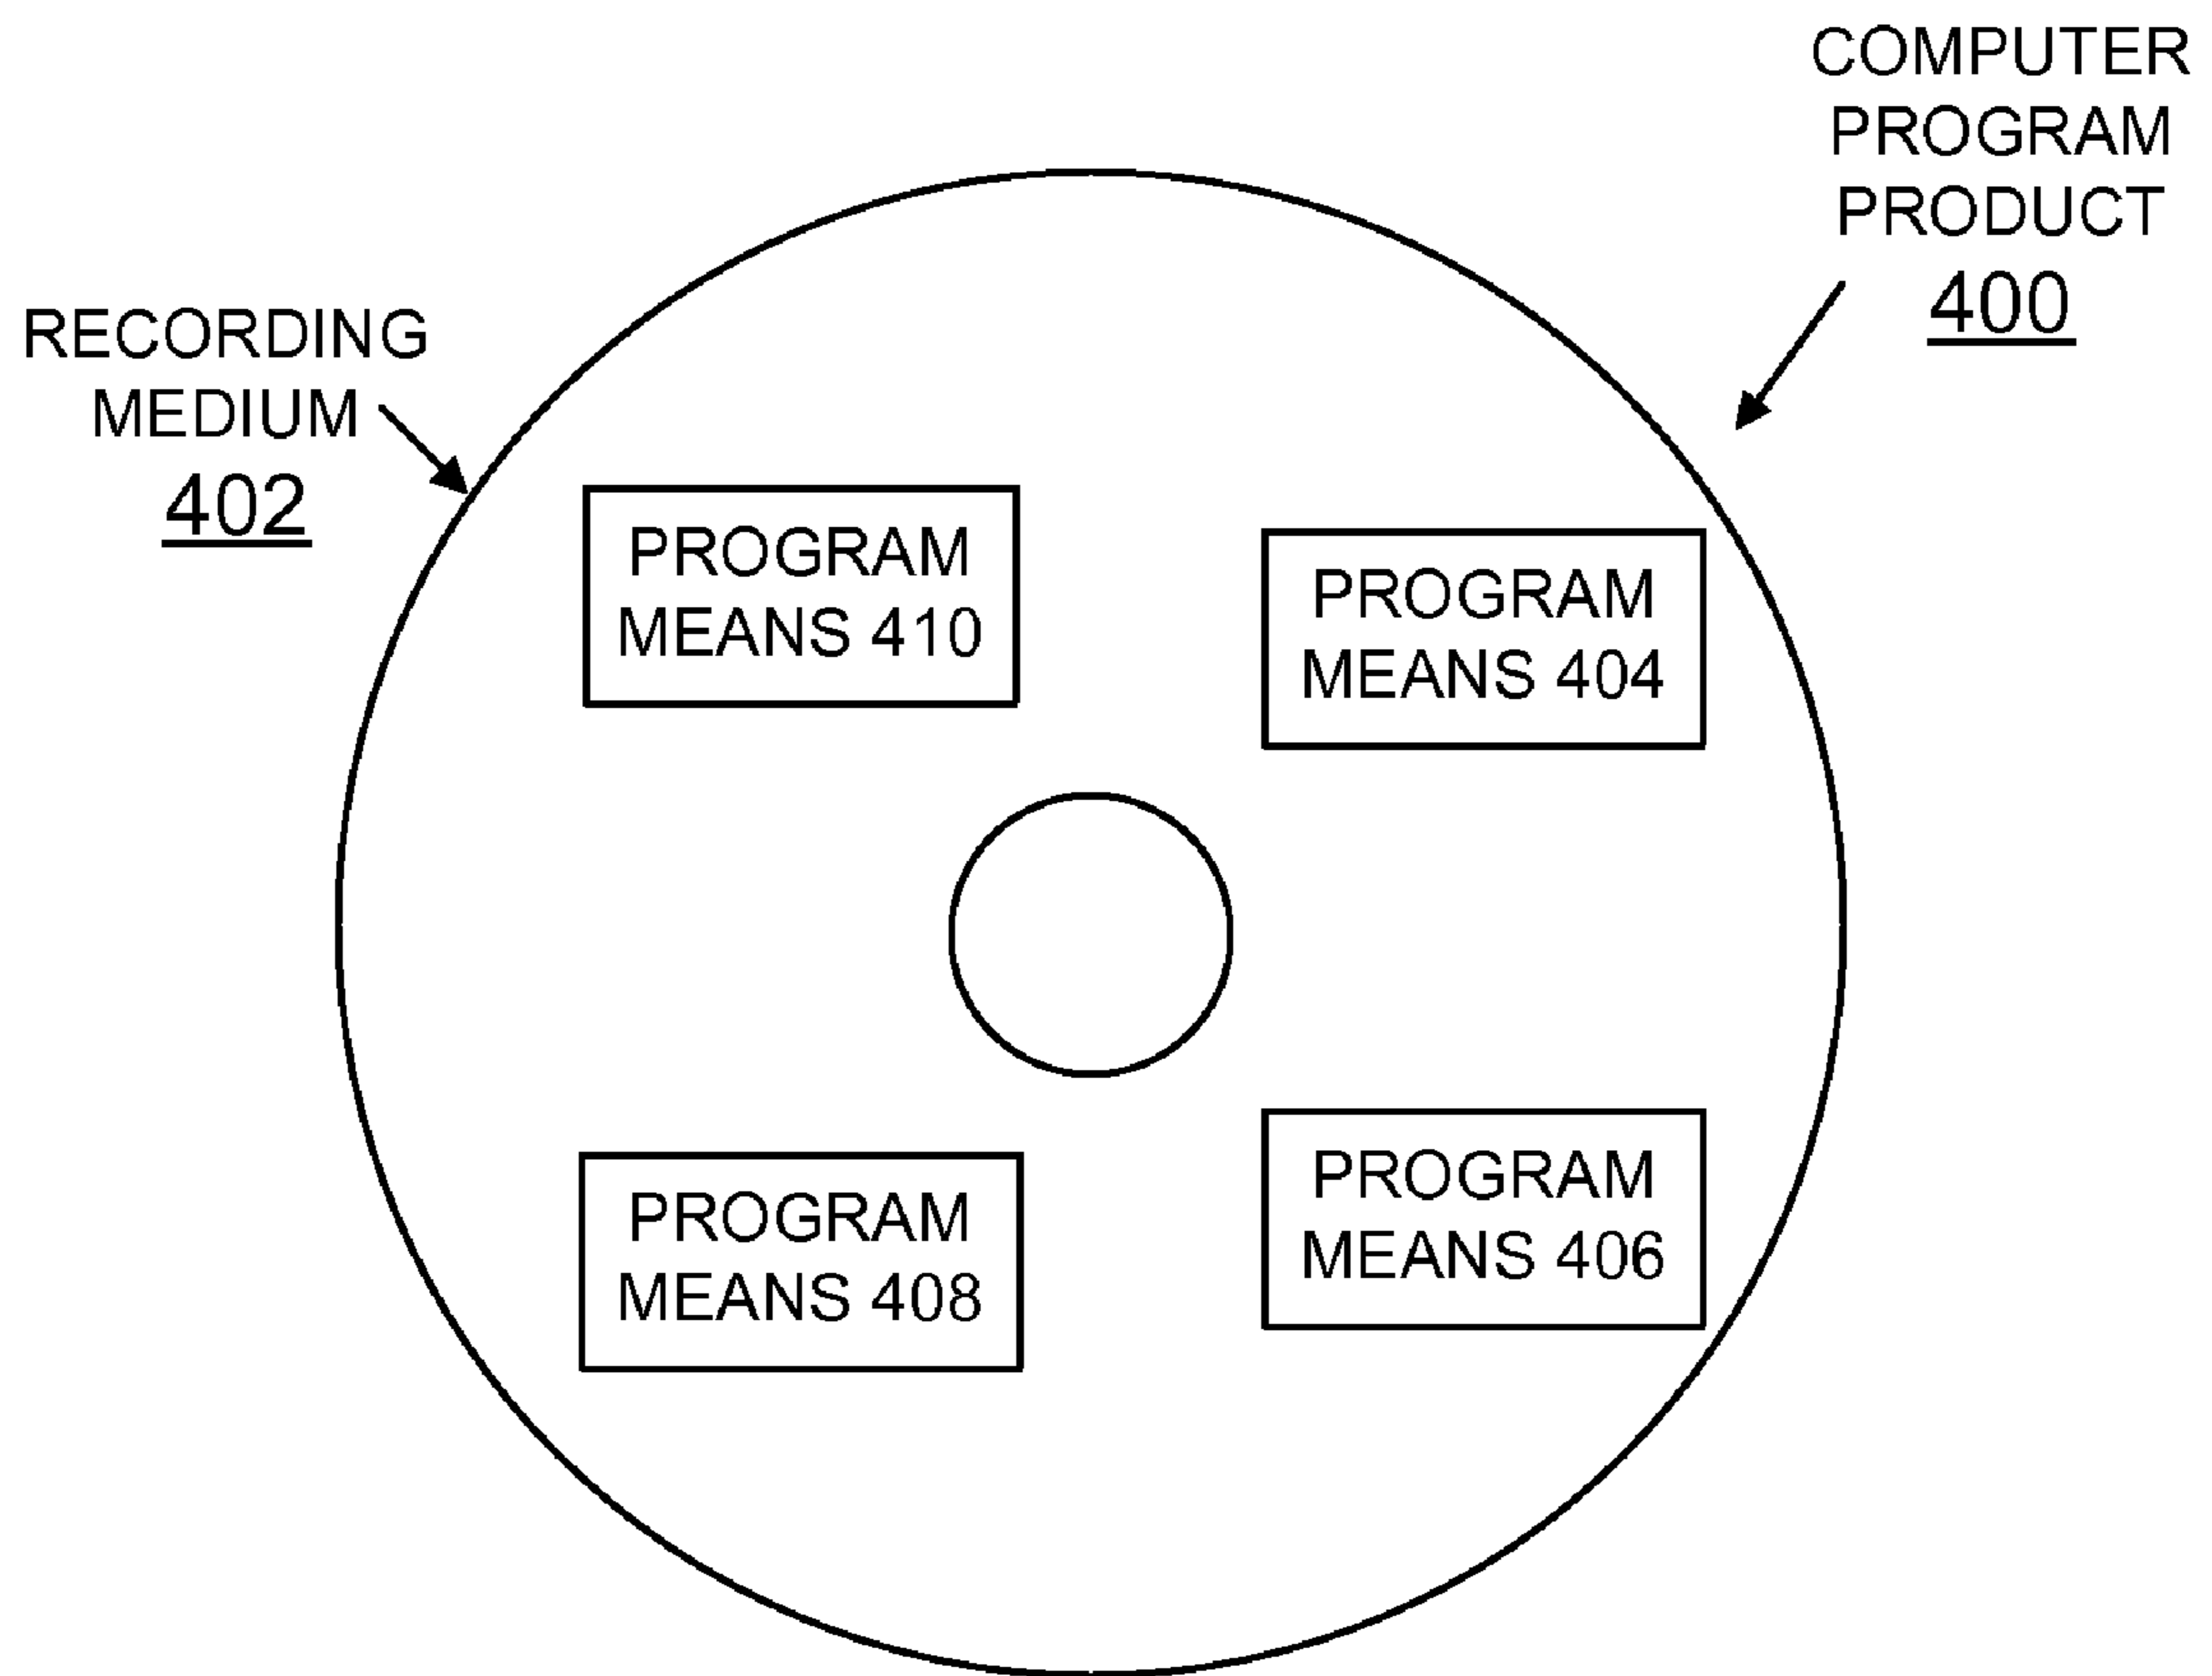 COMPUTER
PROGRAM
PRODUCT
400
RECORDING
MEDIUM
402
PROGRAM
MEANS 410
PROGRAM
MEANS 404
PROGRAM
MEANS 408
PROGRAM
MEANS 406